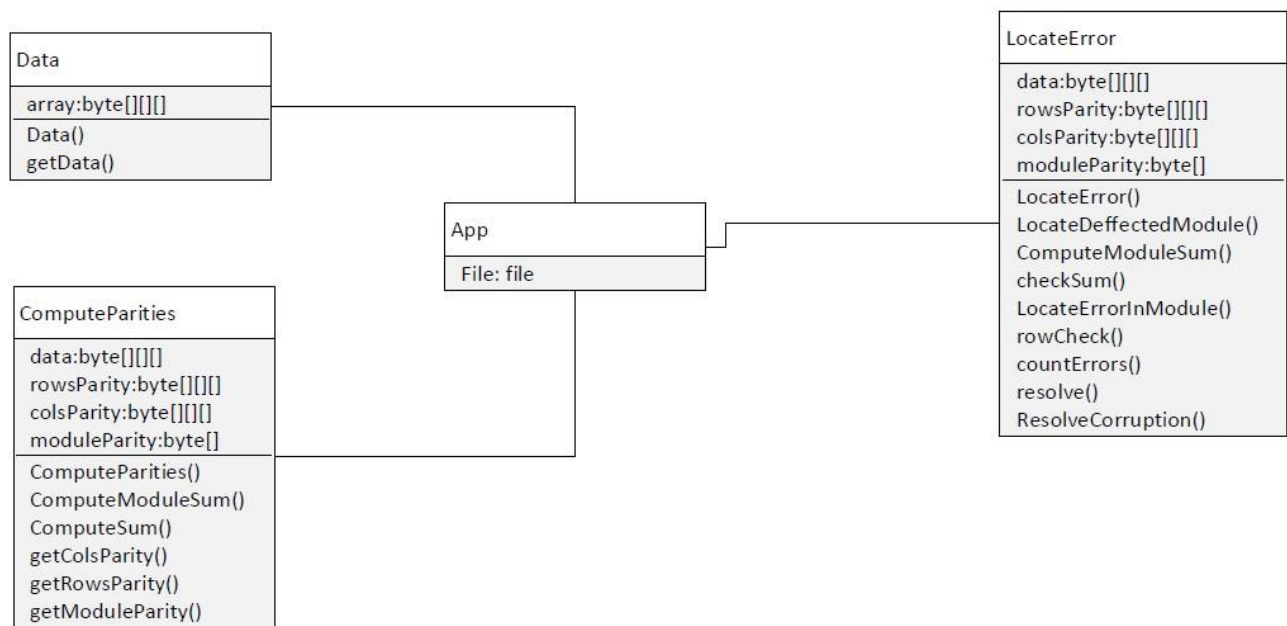 Data
array:byte[][][]
Data()
getData()
App
File: file
ComputeParities
data:byte[][][]
rowsParity:byte[][][]
colsParity:byte[][][]
moduleParity:byte[]
ComputeParities()
ComputeModuleSum()
ComputeSum()
getColsParity()
getRowsParity()
getModuleParity()
LocateError
data:byte[][][]
rowsParity:byte[][][]
colsParity:byte[][][]
moduleParity:byte[]
LocateError()
LocateDeffectedModule()
ComputeModuleSum()
checkSum()
LocateErrorInModule()
rowCheck()
countErrors()
resolve()
ResolveCorruption()